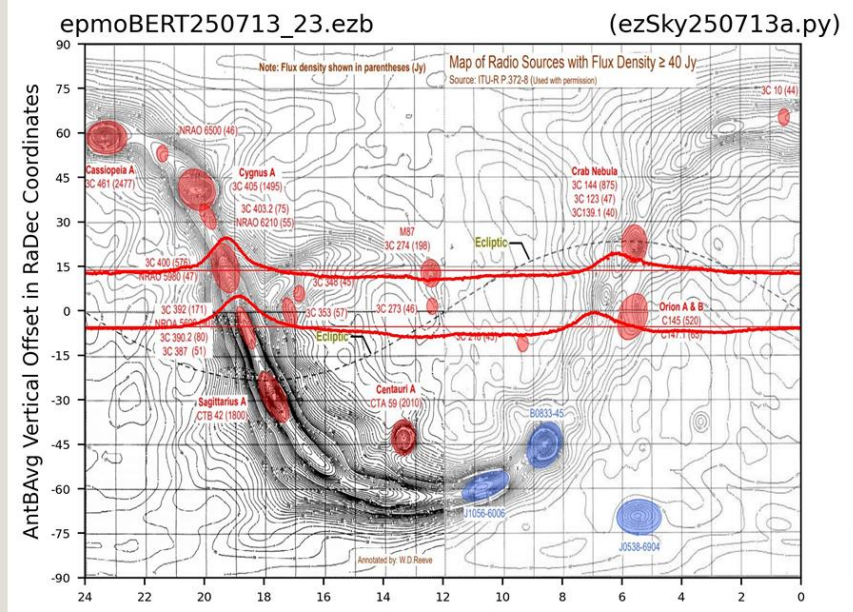 epmoBERT250713_23.ezb (ezSky250713a.py)
AntBAvg Vertical Offset in RaDec Coordinates
90
75
60
45
30
15
0
-15
-30
-45
-60
-75
-90
Note: Flux density shown in parentheses (Jy)
Map of Radio Sources with Flux Density ≥ 40 Jy
Source: ITU-R P.372-8 (Used with permission)
3C 10 (44)
NRAO 6500 (46)
Cassiopeia A
3C 461 (2477)
Cygnus A
3C 405 (1495)
3C 403.2 (75)
NRAO 6210 (55)
Crab Nebula
3C 144 (875)
3C 123 (47)
3C139.1 (40)
M87
3C 274 (198)
Ecliptic
3C 400 (576)
NRAO 5980 (47)
3C 348 (45)
3C 392 (171)
3C 390.2 (80)
3C 387 (51)
3C 353 (57)
3C 273 (46)
Orion A & B
C145 (520)
C147.1 (65)
Ecliptic
Sagittarius A
CTB 42 (1800)
Centauri A
CTA 59 (2010)
B0833-45
J1056-6006
J0538-6904
Annotated by: W.D.Reeve
24 22 20 18 16 14 12 10 8 6 4 2 0